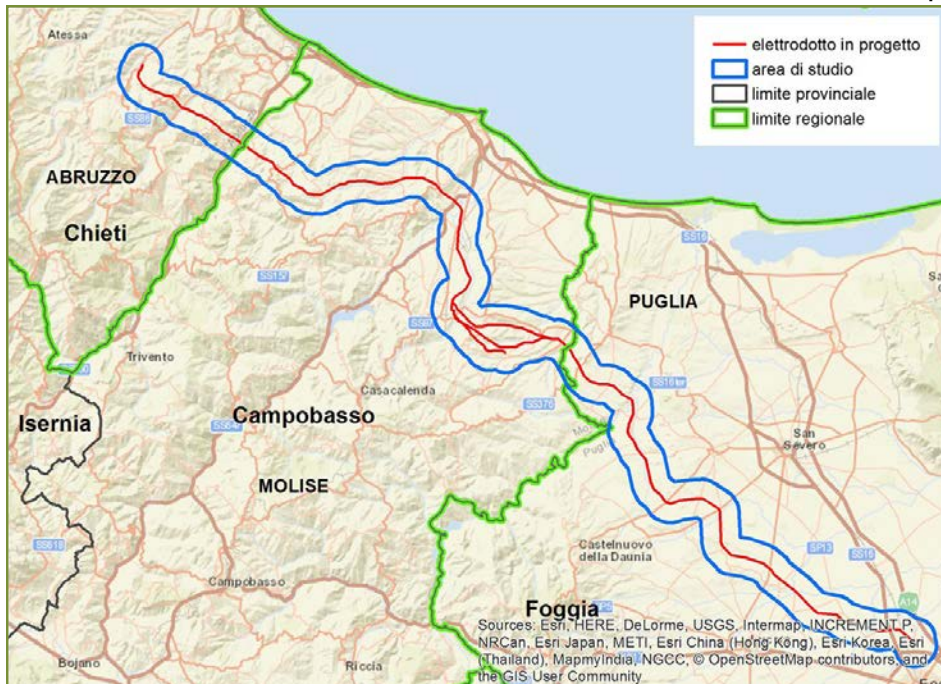 Atessa
elettrodotto in progetto
area di studio
limite provinciale
limite regionale
SS86
ABRUZZO
Chieti
SS16
SS157
PUGLIA
SS87
Trivento
Casacalenda
SS16ter
SS376
Isernia
Campobasso
San
Severo
MOLISE
SS618
Castelnuovo
della Daunia
SP13
SS16
Campobasso
A14
Foggia
Sources: Esri, HERE, DeLorme, USGS, Intermap, INCREMENT P,
NRCan, Esri Japan, METI, Esri China (Hong Kong), Esri Korea, Esri
(Thailand), MapmyIndia, NGCC, © OpenStreetMap contributors, and
the GIS User Community
Bojano
Riccia